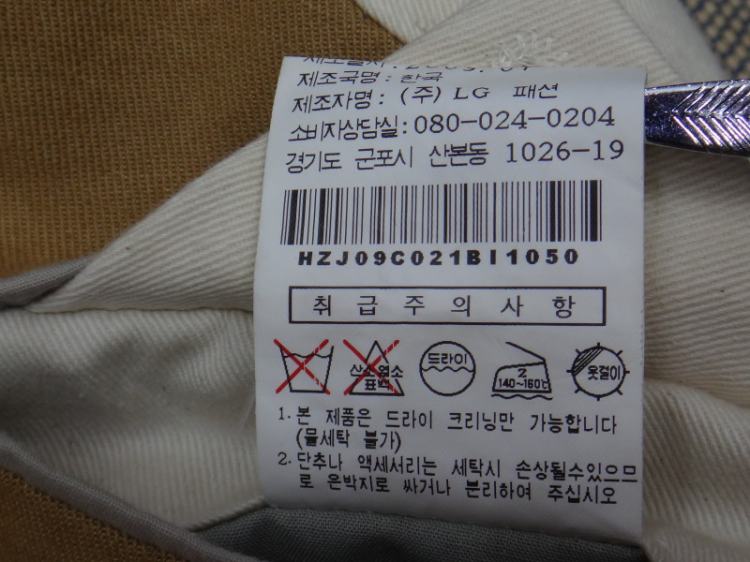 제조국명: 한국
제조자명: (주) LG 패션
소비자상담실:080-024-0204
경기도 군포시 산본동 1026-19
HZJ09C021BI1050
취급주의사항
산소 염소 표백
드라이
2
140~160℃
옷걸이
1. 본 제품은 드라이 크리닝만 가능합니다
(물세탁 불가)
2. 단추나 액세서리는 세탁시 손상될수있으므
로 은박지로 싸거나 분리하여 주십시오